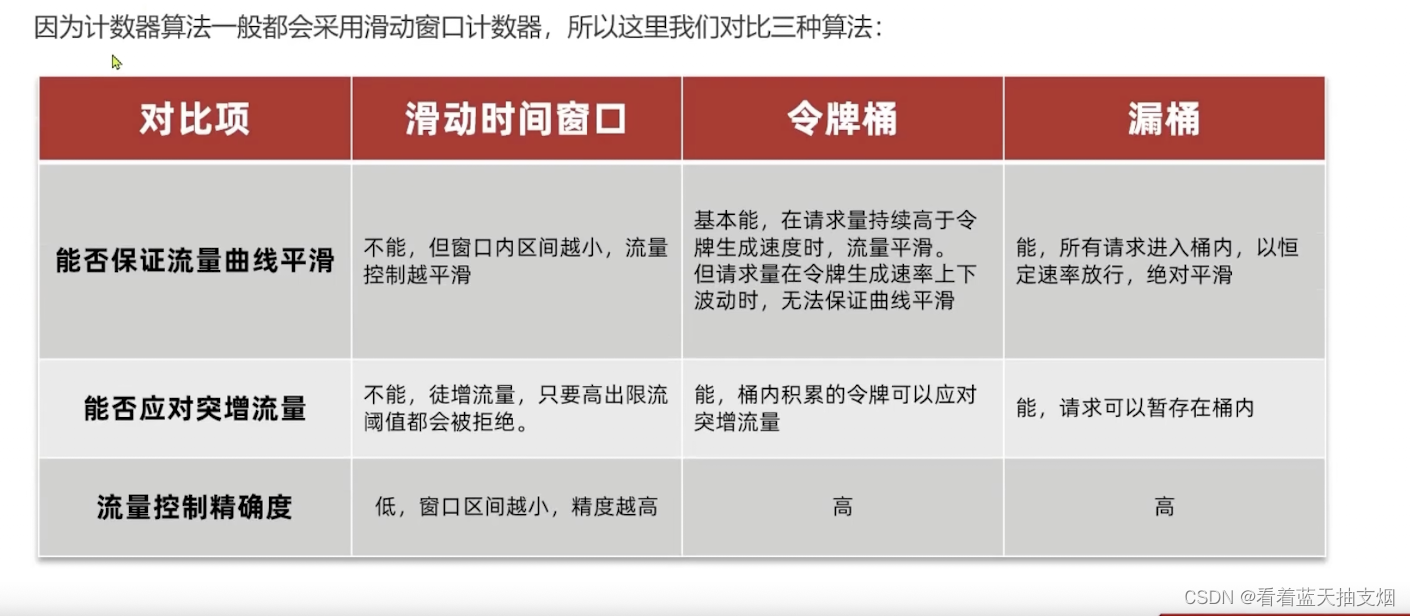 因为计数器算法一般都会采用滑动窗口计数器，所以这里我们对比三种算法：
对比项
滑动时间窗口
令牌桶
漏桶
能否保证流量曲线平滑
不能，但窗口内区间越小，流量
控制越平滑
基本能，在请求量持续高于令
牌生成速度时，流量平滑。
但请求量在令牌生成速率上下
波动时，无法保证曲线平滑
能，所有请求进入桶内，以恒
定速率放行，绝对平滑
能否应对突增流量
不能，徒增流量，只要高出限流
阈值都会被拒绝。
能，桶内积累的令牌可以应对
突增流量
能，请求可以暂存在桶内
流量控制精确度
低，窗口区间越小，精度越高
高
高
CSDN @看着蓝天抽支烟